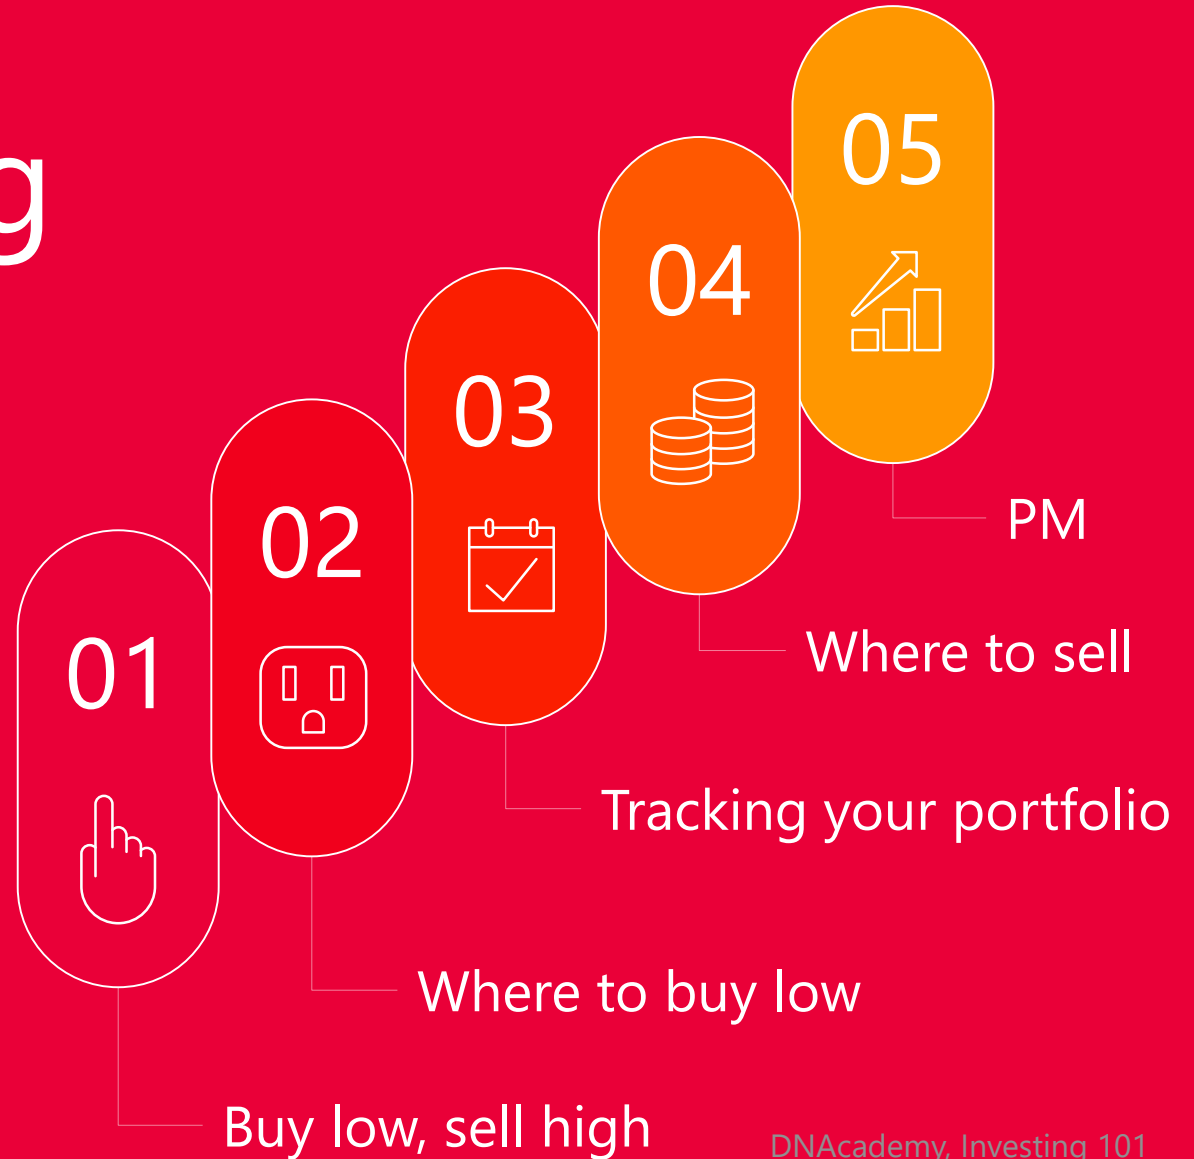 g
05
04
03
02
01
PM
Where to sell
Tracking your portfolio
Where to buy low
Buy low, sell high
DNAcademy, Investing 101